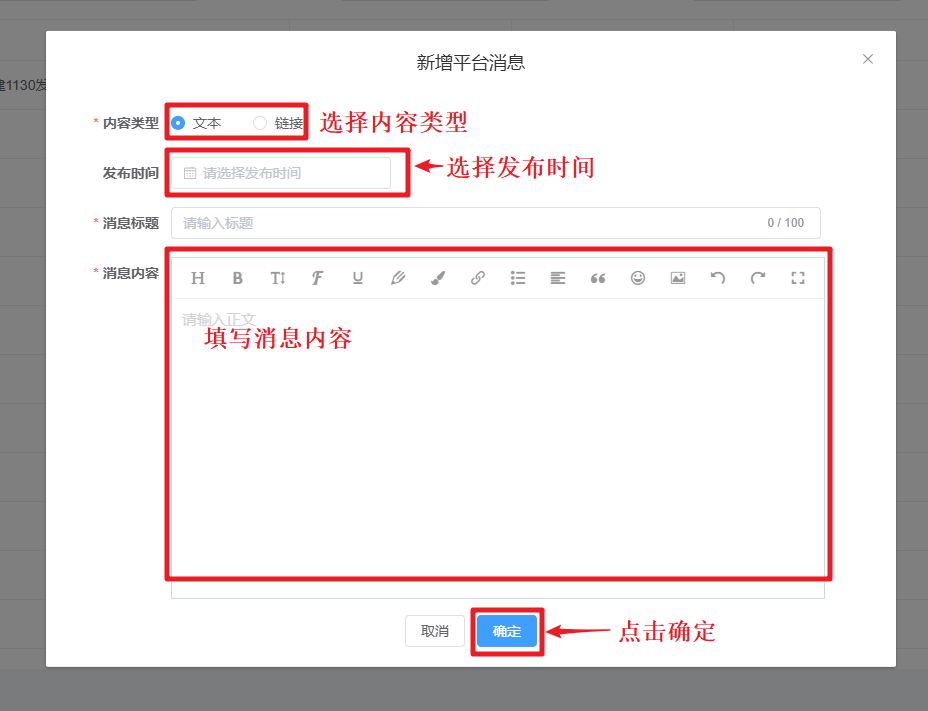 新增平台消息
建1130发
* 内容类型 文本 链接 选择内容类型
发布时间 请选择发布时间 选择发布时间
* 消息标题 请输入标题 0 / 100
* 消息内容 H B T F U
请输入正文
填写消息内容
取消 确定 点击确定